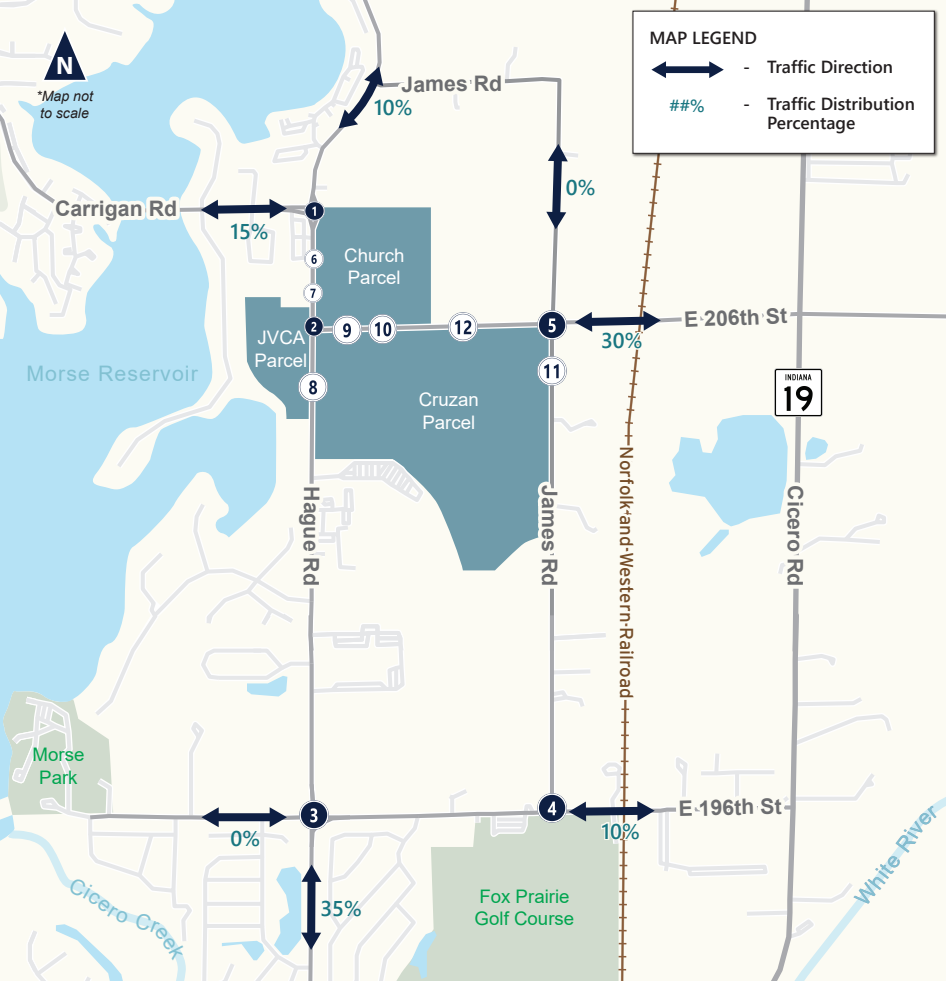 MAP LEGEND
- Traffic Direction
##% - Traffic Distribution
Percentage
N
*Map not
to scale
James Rd
10%
0%
Carrigan Rd
15%
1
Church
Parcel
6
7
2
9
10
12
5
E 206th St
30%
JVCA
Parcel
Morse Reservoir
8
11
INDIANA
19
Cruzan
Parcel
Hague Rd
James Rd
Norfolk-and-Western-Railroad
Cicero Rd
Morse
Park
3
4
E 196th St
0%
10%
35%
Cicero Creek
Fox Prairie
Golf Course
White River